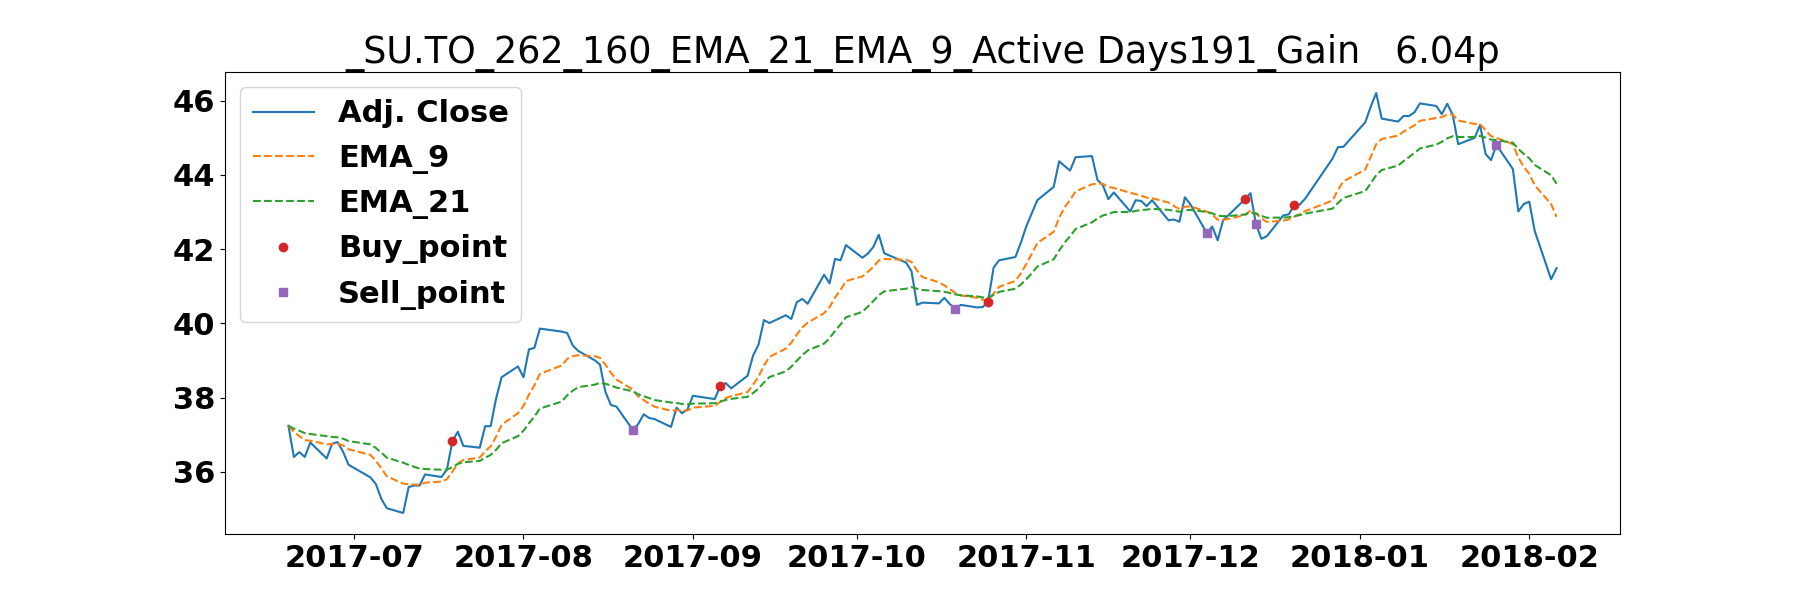 _SU.TO_262_160_EMA_21_EMA_9_Active Days191_Gain   6.04p
46
44
42
40
38
36
Adj. Close
EMA_9
EMA_21
Buy_point
Sell_point
2017-07 2017-08 2017-09 2017-10 2017-11 2017-12 2018-01 2018-02